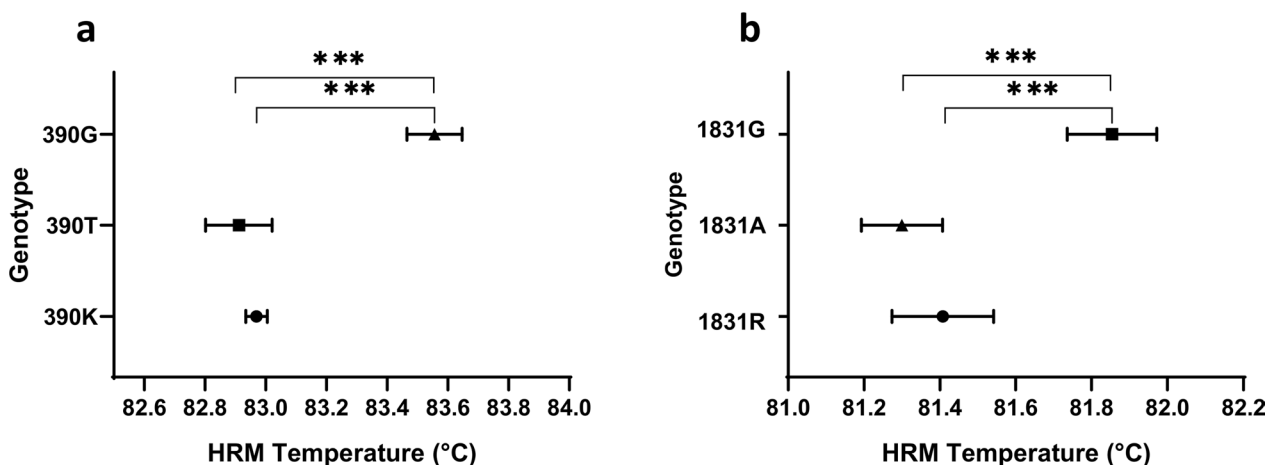 a
***
***
390G
390T
390K
Genotype
82.6 82.8 83.0 83.2 83.4 83.6 83.8 84.0
HRM Temperature (°C)
b
***
***
1831G
1831A
1831R
Genotype
81.0 81.2 81.4 81.6 81.8 82.0 82.2
HRM Temperature (°C)